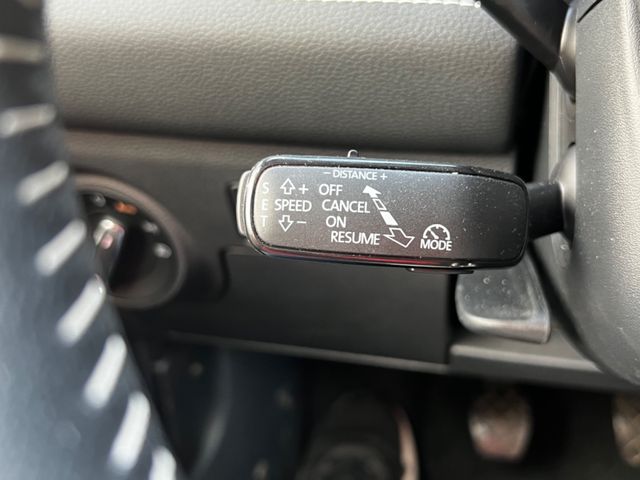 - DISTANCE +
S + OFF
E SPEED CANCEL
T - ON
RESUME
MODE